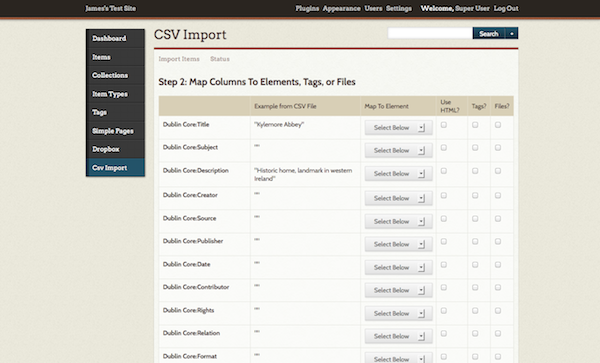 James's Test Site Plugins Appearance Users Settings Welcome, Super User Log Out
CSV Import
Search
Dashboard
Items
Collections
Item Types
Tags
Simple Pages
Dropbox
Csv Import
Import Items Status
Step 2: Map Columns To Elements, Tags, or Files
Example from CSV File Map To Element Use HTML? Tags? Files?
Dublin Core:Title "Kylemore Abbey" Select Below
Dublin Core:Subject "" Select Below
Dublin Core:Description "Historic home, landmark in western Ireland" Select Below
Dublin Core:Creator "" Select Below
Dublin Core:Source "" Select Below
Dublin Core:Publisher "" Select Below
Dublin Core:Date "" Select Below
Dublin Core:Contributor "" Select Below
Dublin Core:Rights "" Select Below
Dublin Core:Relation "" Select Below
Dublin Core:Format "" Select Below